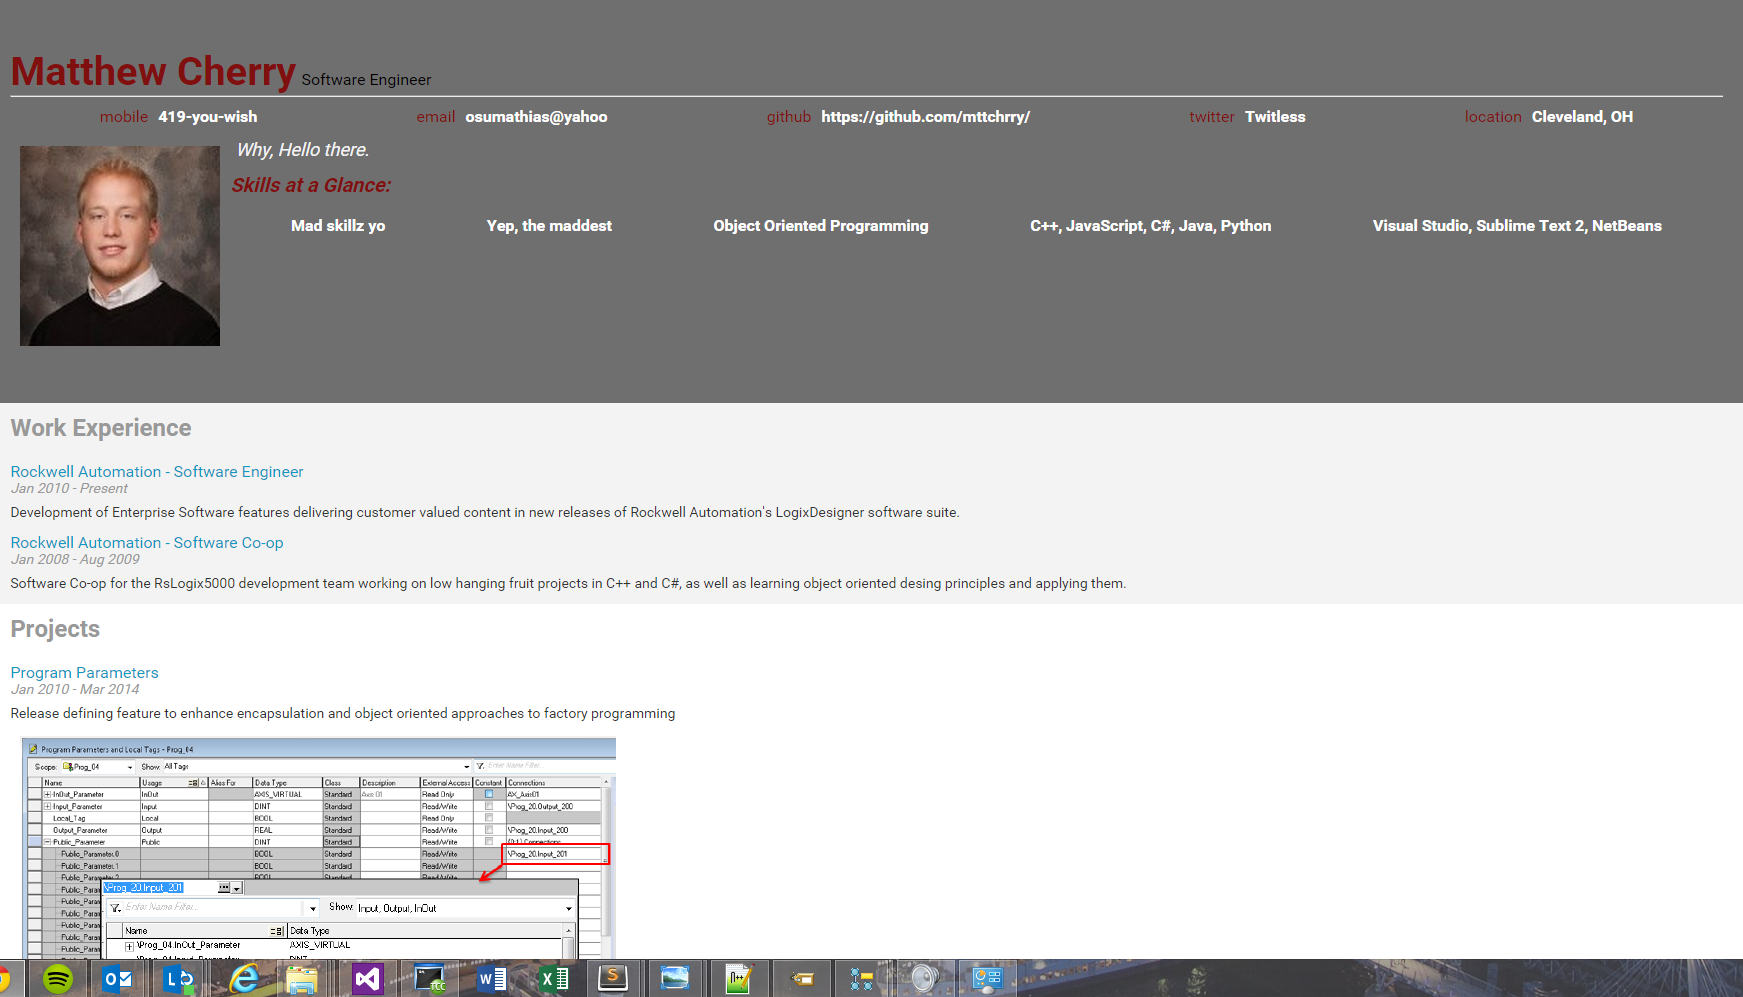 Matthew Cherry Software Engineer
mobile 419-you-wish email osumathias@yahoo github https://github.com/mttchrry/ twitter Twitless location Cleveland, OH
Why, Hello there.
Skills at a Glance:
Mad skillz yo Yep, the maddest Object Oriented Programming C++, JavaScript, C#, Java, Python Visual Studio, Sublime Text 2, NetBeans
Work Experience
Rockwell Automation - Software Engineer
Jan 2010 - Present
Development of Enterprise Software features delivering customer valued content in new releases of Rockwell Automation's LogixDesigner software suite.
Rockwell Automation - Software Co-op
Jan 2008 - Aug 2009
Software Co-op for the RsLogix5000 development team working on low hanging fruit projects in C++ and C#, as well as learning object oriented desing principles and applying them.
Projects
Program Parameters
Jan 2010 - Mar 2014
Release defining feature to enhance encapsulation and object oriented approaches to factory programming
Program Parameters and Local Tags - Prog_04
Scope: Prog_04 Show: All Tags Enter Name Filter...
Name Usage Alias For Data Type Class Description External Access Constant Connections
InOut_Parameter InOut AXIS_VIRTUAL Standard Axis 01 Read Only AX_Axis01
Input_Parameter Input DINT Standard Read/Write \Prog_20.Output_200
Local_Tag Local BOOL Standard Read Only
Output_Parameter Output REAL Standard Read/Write \Prog_20.Input_200
Public_Parameter Public DINT Standard Read/Write {0:1} Connections
Public_Parameter.0 BOOL Standard Read/Write \Prog_20.Input_201
Public_Parameter.1 BOOL Standard Read/Write
Public_Parameter.2 BOOL Standard Read/Write
Public_Para
\Prog_20.Input_201
Public_Para
Enter Name Filter... Show: Input, Output, InOut
Public_Para
Public_Para
Name Data Type
Public_Para
\Prog_04.InOut_Parameter AXIS_VIRTUAL
Public_Para
\Prog_04.Input_Parameter DINT